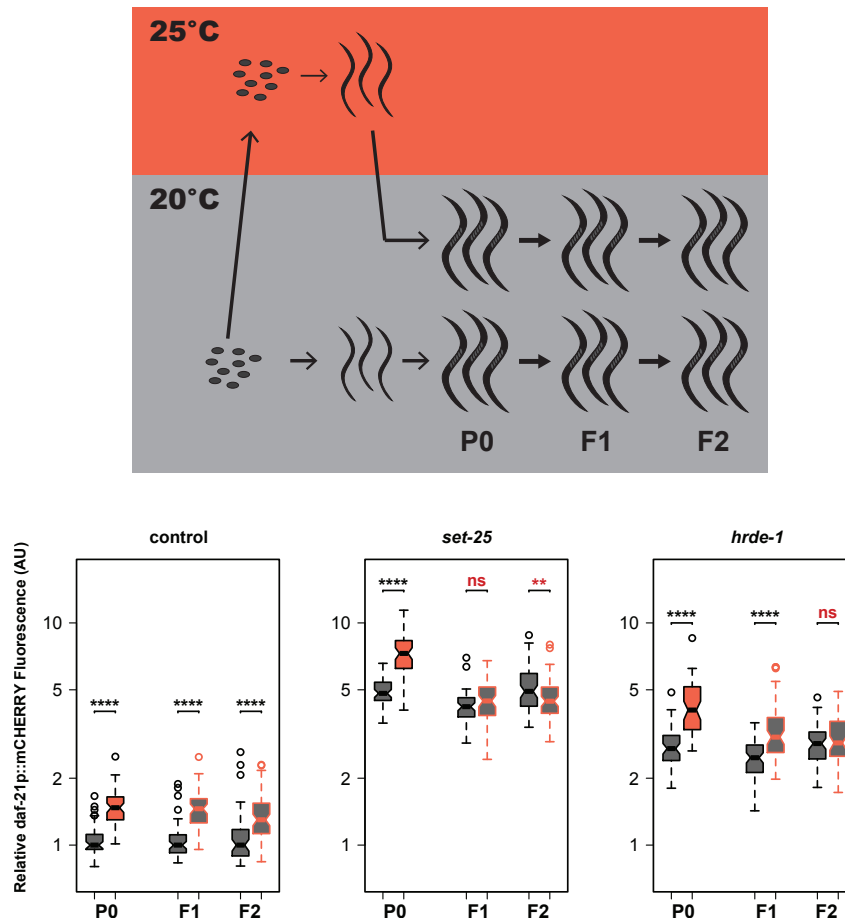 25°C
20°C
P0 F1 F2
control set-25 hrde-1
Relative daf-21p::mCHERRY Fluorescence (AU)
10
5
2
1
**** **** ****
P0 F1 F2
10
5
2
1
**** ns **
P0 F1 F2
10
5
2
1
**** **** ns
P0 F1 F2